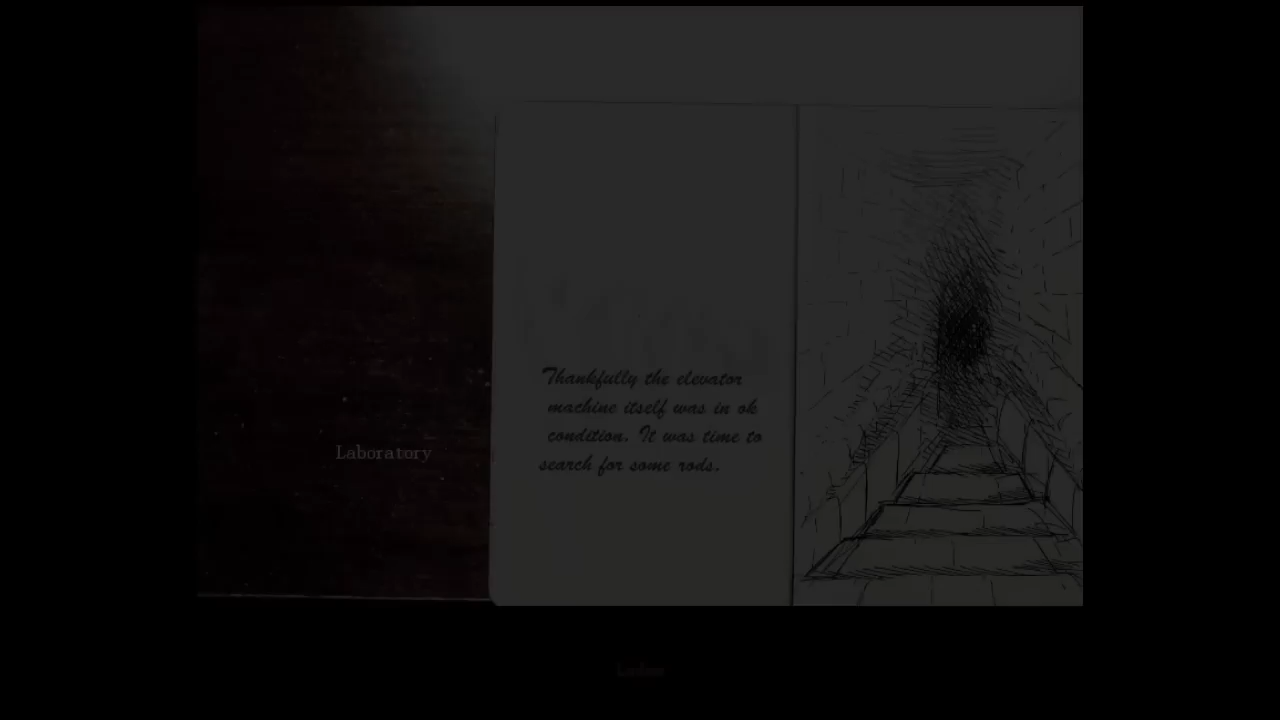 Thankfully the elevator
machine itself was in ok
condition. It was time to
search for some rods.
Laboratory